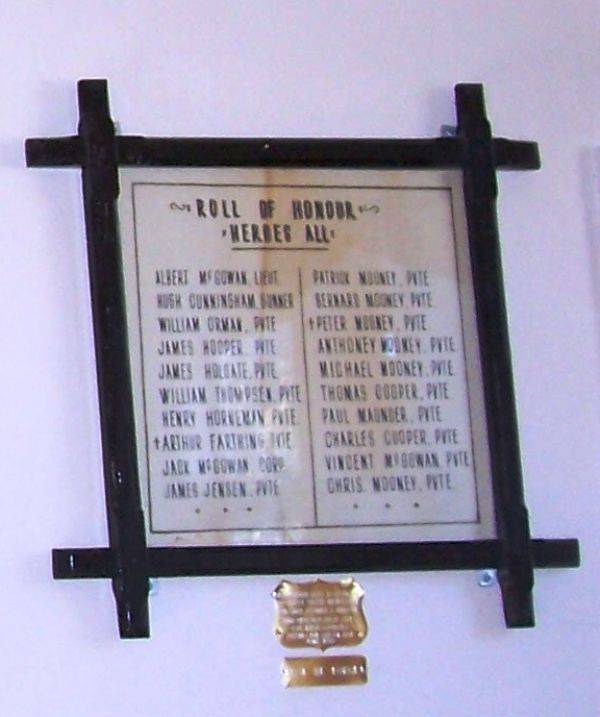 ROLL OF HONOUR
HEROES ALL
ALBERT McGOWAN, LIEUT.
HUGH CUNNINGHAM, GUNNER
WILLIAM ORMAN, PVTE.
JAMES HOOPER, PVTE.
JAMES HOLGATE, PVTE.
WILLIAM THOMPSEN, PVTE
HENRY HORNEMAN, PVTE.
†ARTHUR FARTHING, PVTE
JACK McGOWAN, CORP.
JAMES JENSEN, PVTE.
PATRICK MOONEY, PVTE.
BERNARD MOONEY, PVTE.
†PETER MOONEY, PVTE.
ANTHONEY MOONEY, PVTE.
MICHAEL MOONEY, PVTE.
THOMAS COOPER, PVTE.
PAUL MAUNDER, PVTE.
CHARLES COOPER, PVTE.
VINCENT McGOWAN, PVTE
CHRIS. MOONEY, PVTE.